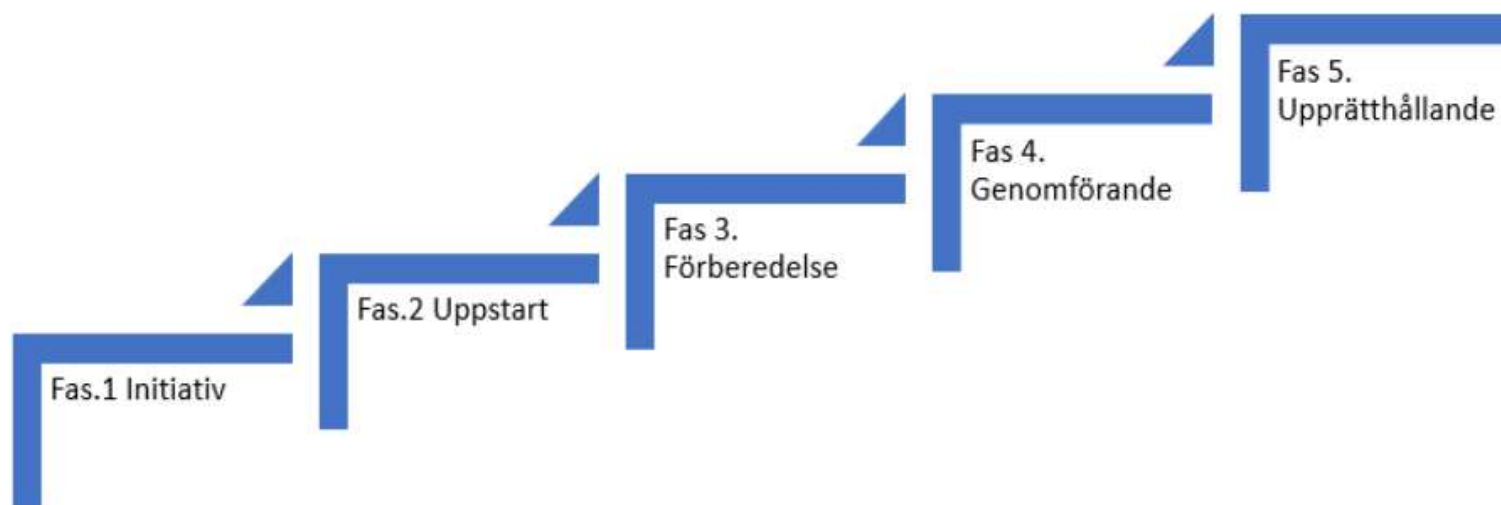 Fas.1 Initiativ
Fas.2 Uppstart
Fas 3.
Förberedelse
Fas 4.
Genomförande
Fas 5.
Upprätthållande